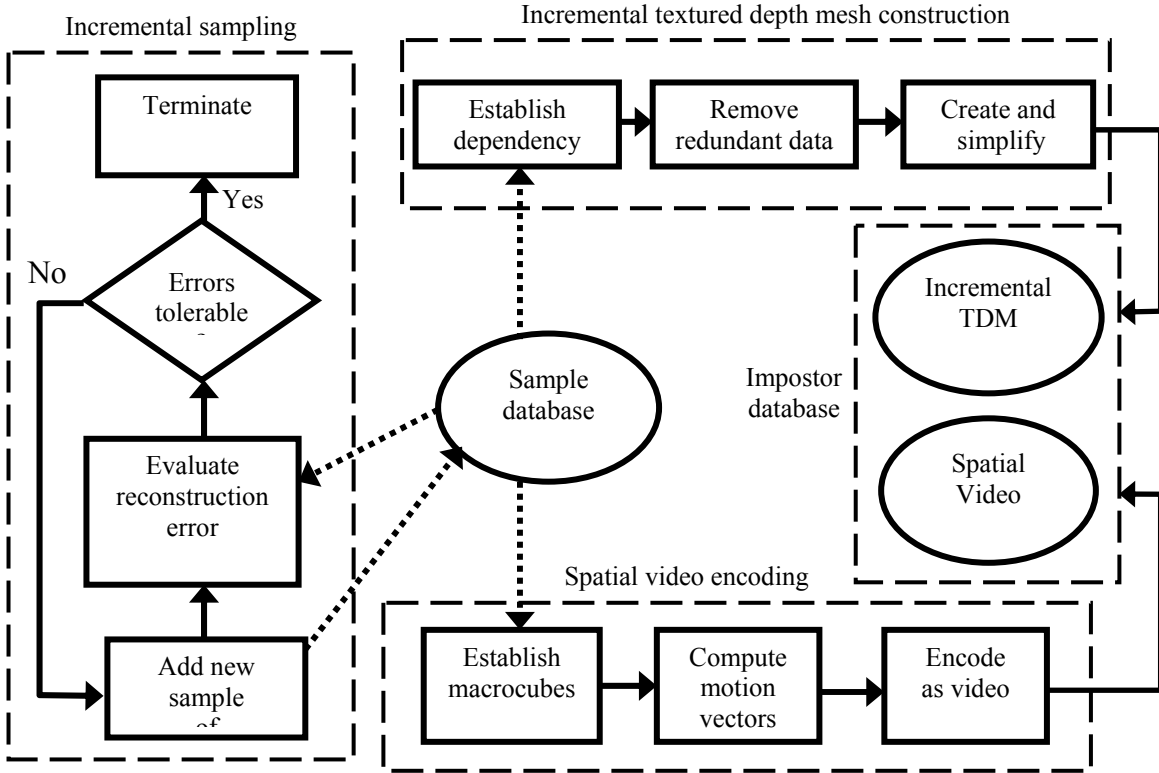 Incremental sampling
Terminate
Yes
No
Errors
tolerable
Evaluate
reconstruction
error
Add new
sample
of
Incremental textured depth mesh construction
Establish
dependency
Remove
redundant data
Create and
simplify
Sample
database
Impostor
database
Incremental
TDM
Spatial
Video
Spatial video encoding
Establish
macrocubes
Compute
motion
vectors
Encode
as video